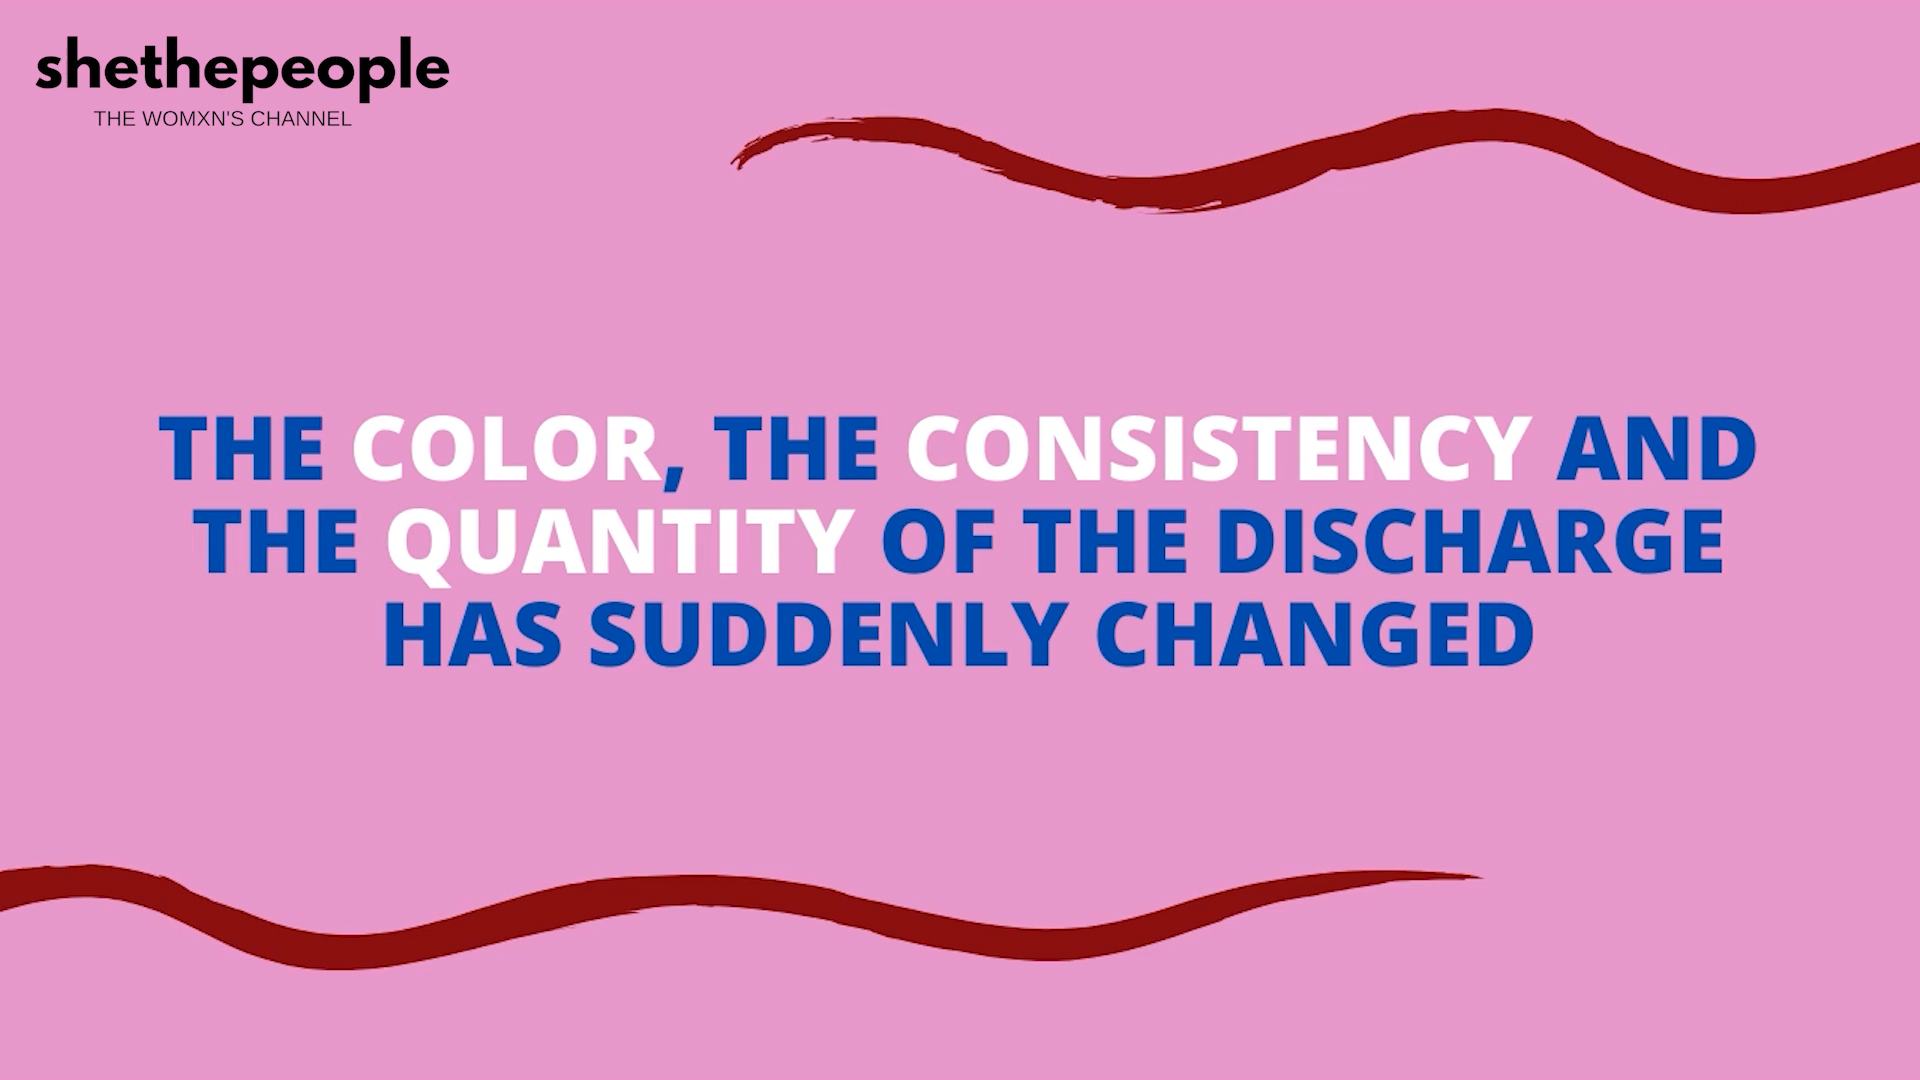 shethepeople
THE WOMXN'S CHANNEL
THE COLOR, THE CONSISTENCY AND
THE QUANTITY OF THE DISCHARGE
HAS SUDDENLY CHANGED